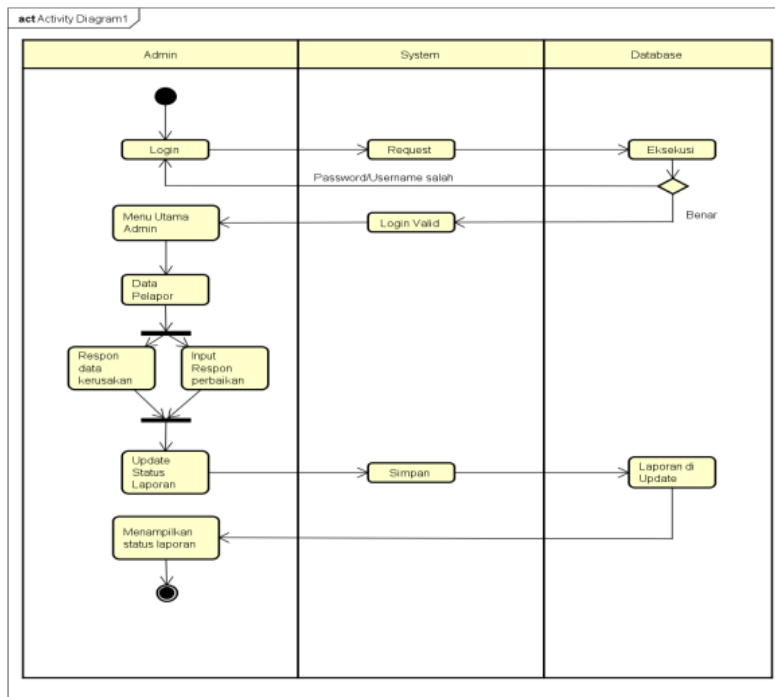 act Activity Diagram1
Admin
System
Database
Login
Request
Eksekusi
Password/Username salah
Benar
Menu Utama
Admin
Login Valid
Data
Pelapor
Respon
data
kerusakan
Input
Respon
perbaikan
Update
Status
Laporan
Simpan
Laporan di
Update
Menampilkan
status laporan